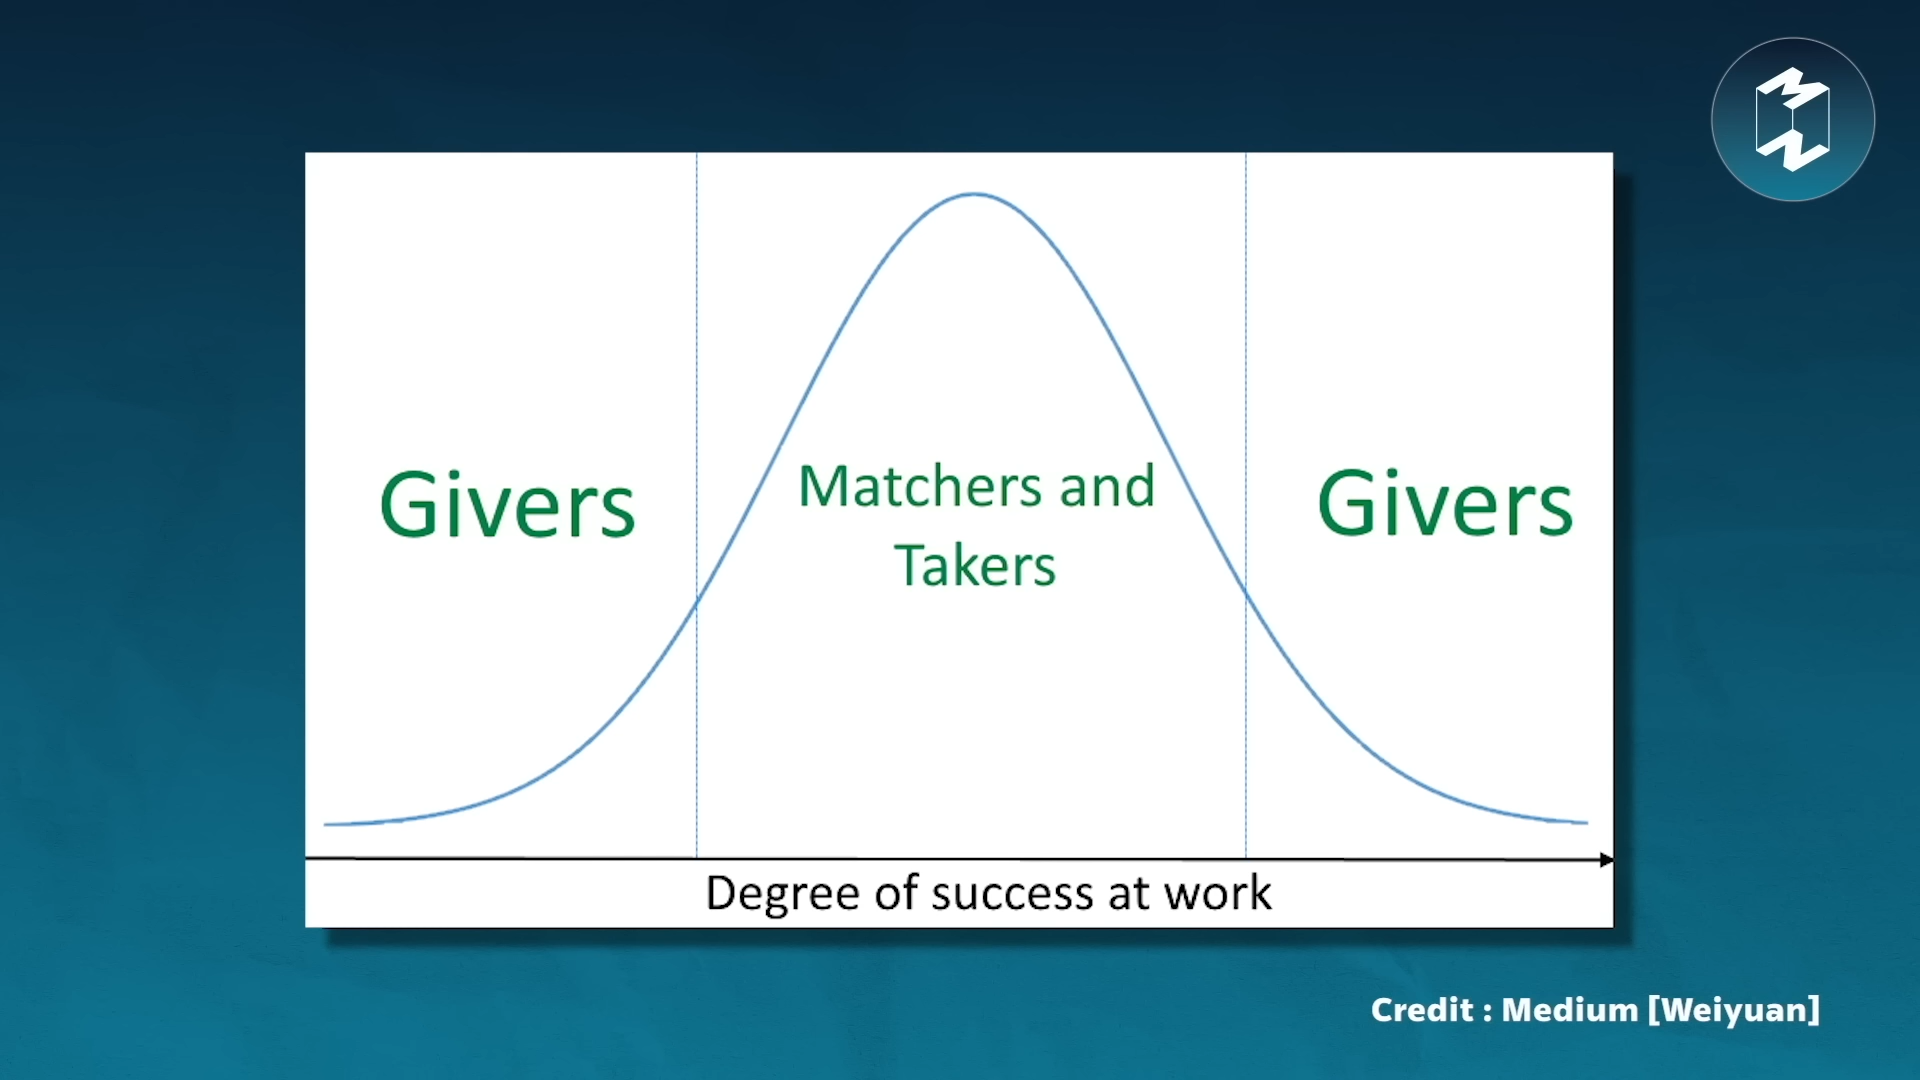 Givers
Matchers and
Takers
Givers
Degree of success at work
Credit : Medium [Weiyuan]